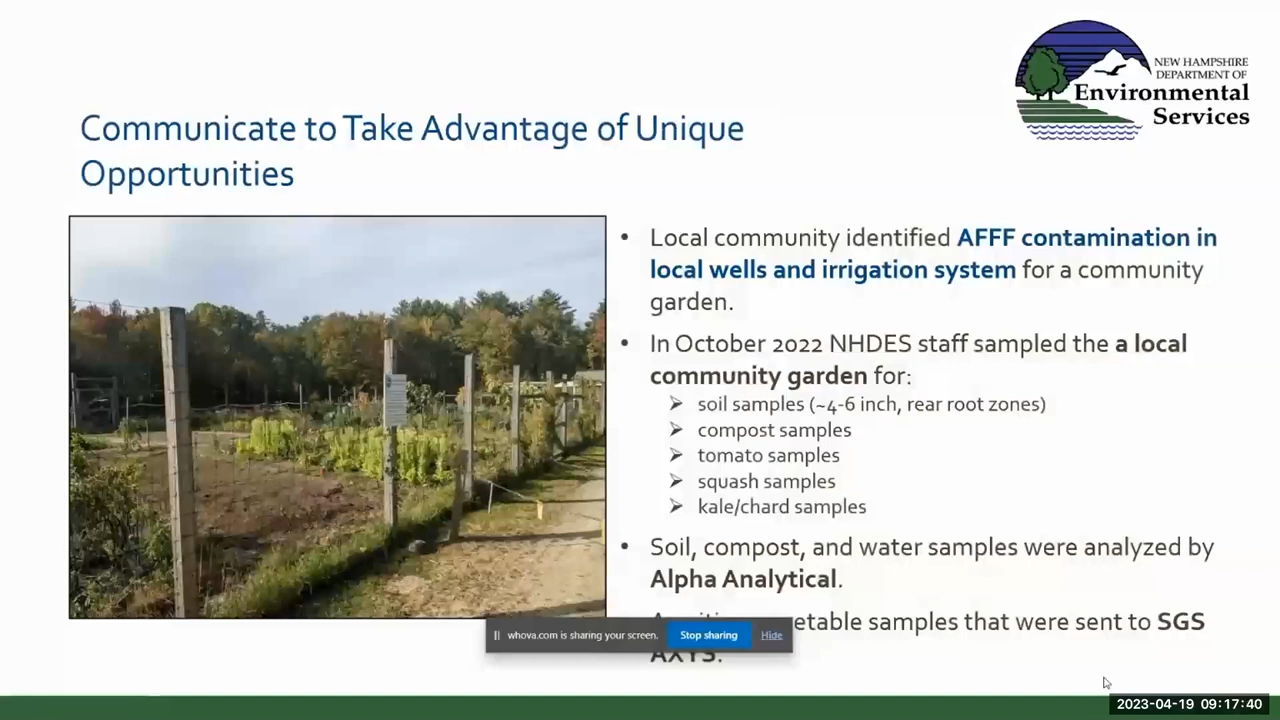 NEW HAMPSHIRE
DEPARTMENT OF
Environmental
Services
Communicate to Take Advantage of Unique
Opportunities
• Local community identified AFFF contamination in
local wells and irrigation system for a community
garden.
• In October 2022 NHDES staff sampled the a local
community garden for:
➢ soil samples (~4-6 inch, rear root zones)
➢ compost samples
➢ tomato samples
➢ squash samples
➢ kale/chard samples
• Soil, compost, and water samples were analyzed by
Alpha Analytical.
samples that were sent to SGS
AXYS.
whova.com is sharing your screen.
Stop sharing
Hide
2023-04-19 09:17:40